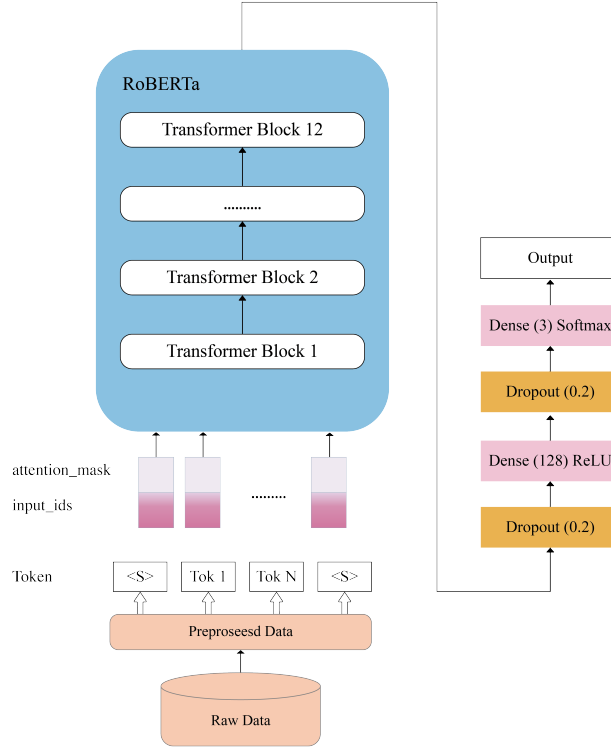 RoBERTa
Transformer Block 12
..........
Transformer Block 2
Transformer Block 1
attention_mask
input_ids
.........
Token
<S>
Tok 1
Tok N
<S>
Preproseesd Data
Raw Data
Output
Dense (3) Softmax
Dropout (0.2)
Dense (128) ReLU
Dropout (0.2)